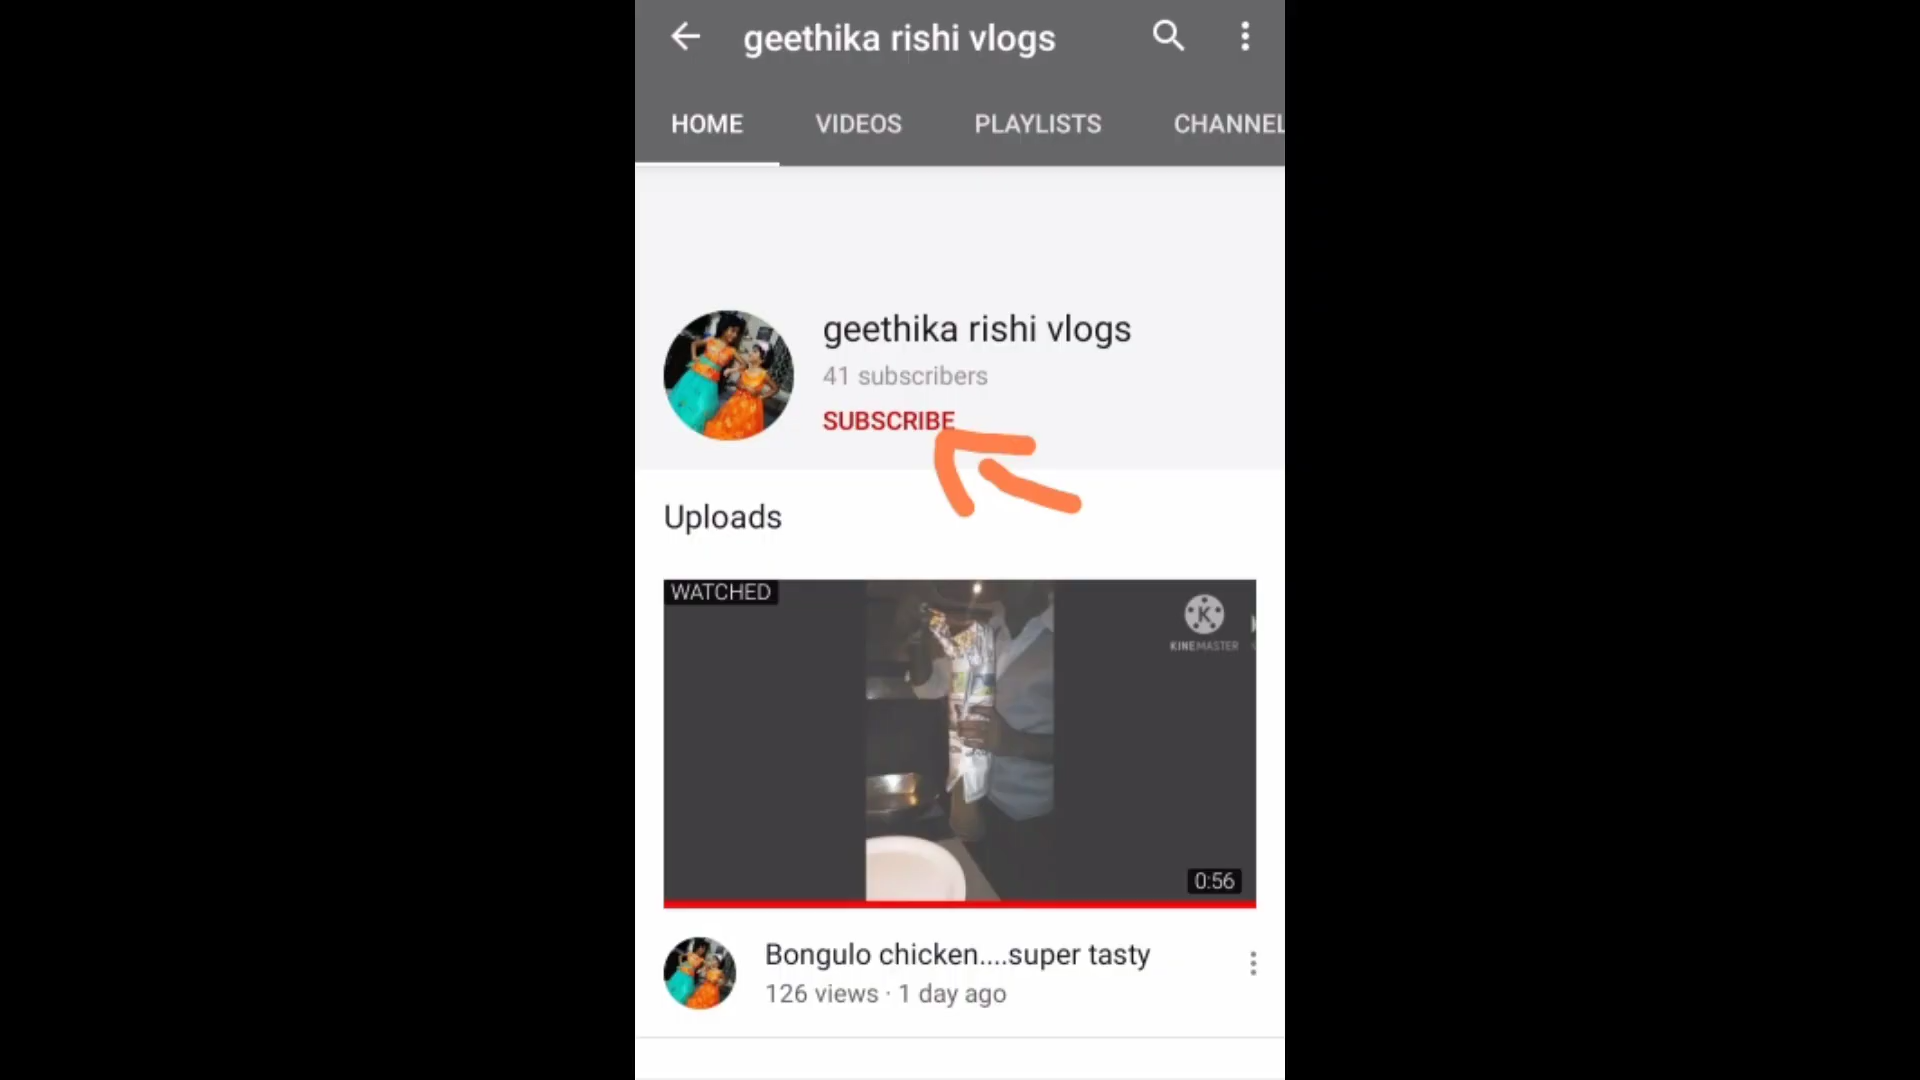 geethika rishi vlogs
HOME VIDEOS PLAYLISTS CHANNEL
geethika rishi vlogs
41 subscribers
SUBSCRIBE
Uploads
WATCHED
K
KINEMASTER
0:56
Bongulo chicken....super tasty
126 views · 1 day ago